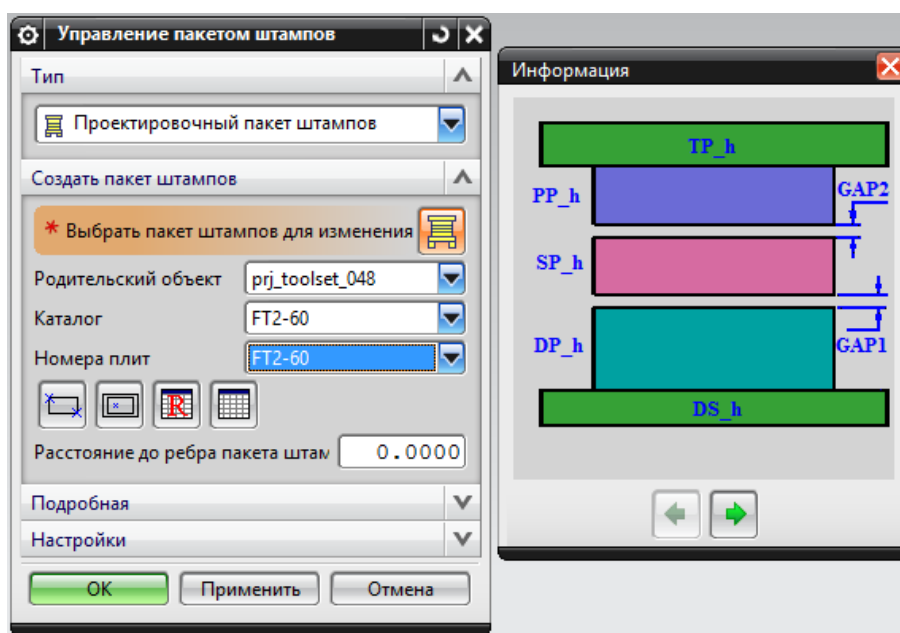 Управление пакетом штампов
Тип
Проектировочный пакет штампов
Создать пакет штампов
* Выбрать пакет штампов для изменения
Родительский объект prj_toolset_048
Каталог FT2-60
Номера плит FT2-60
R
Расстояние до ребра пакета штам 0.0000
Подробная
Настройки
OK Применить Отмена
Информация
TP_h
PP_h GAP2
SP_h
DP_h GAP1
DS_h